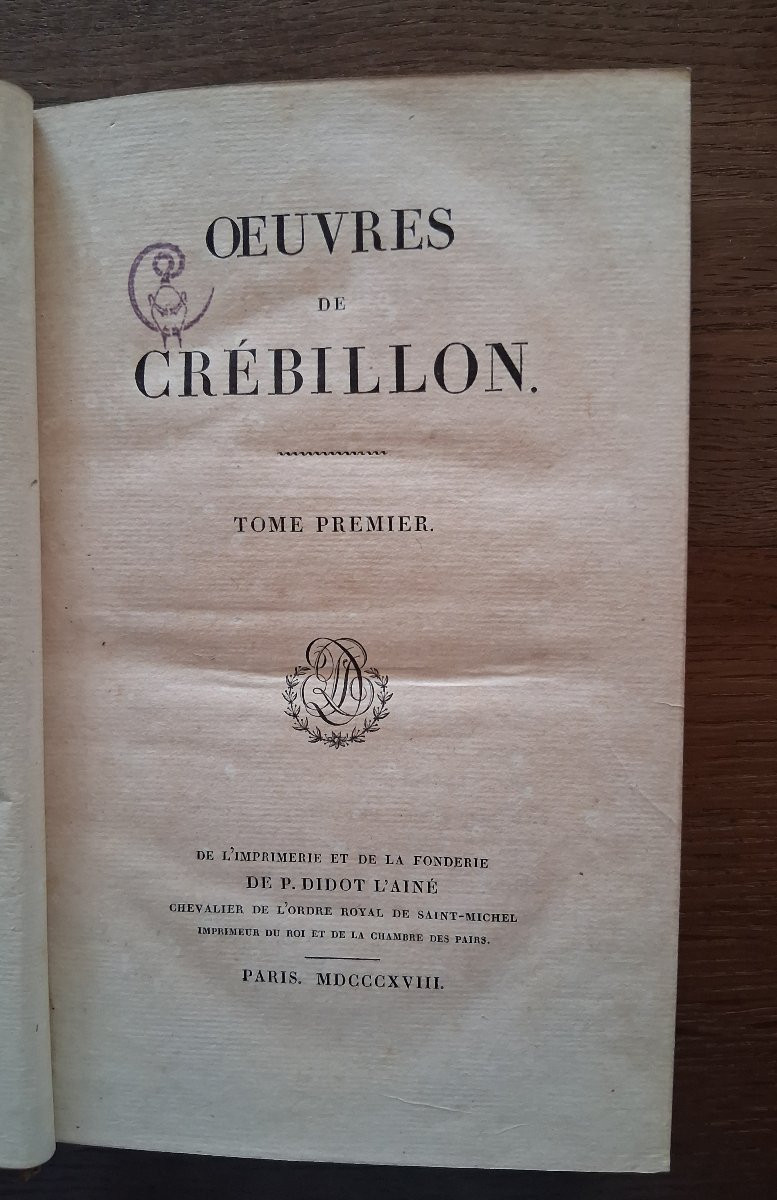 OEUVRES
DE
CRÉBILLON.
TOME PREMIER.
DE L'IMPRIMERIE ET DE LA FONDERIE
DE P. DIDOT L'AINÉ
CHEVALIER DE L'ORDRE ROYAL DE SAINT-MICHEL
IMPRIMEUR DU ROI ET DE LA CHAMBRE DES PAIRS.
PARIS. MDCCCXVIII.